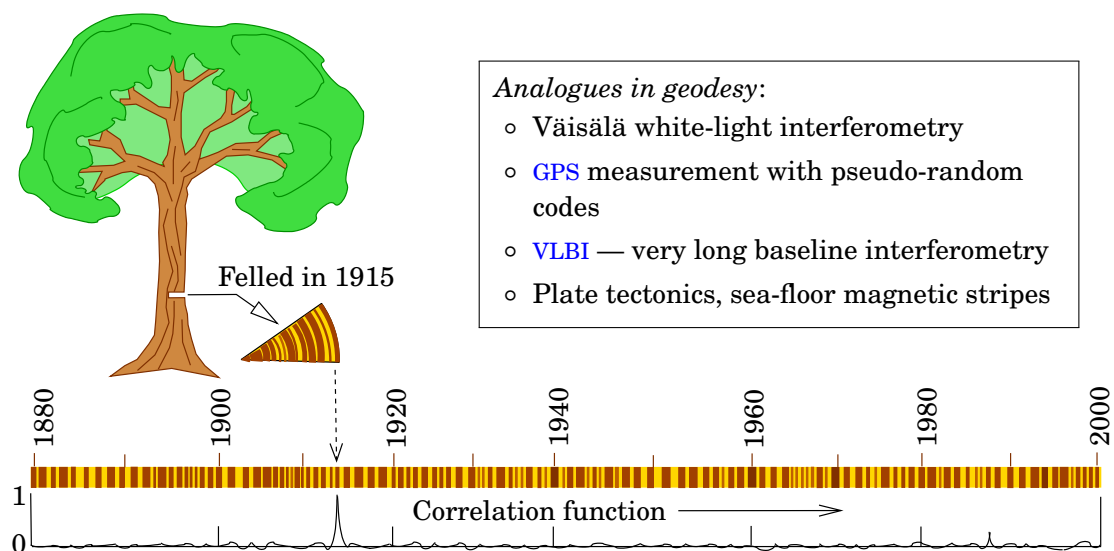 Analogues in geodesy:
◦ Väisälä white-light interferometry
◦ GPS measurement with pseudo-random
codes
◦ VLBI — very long baseline interferometry
◦ Plate tectonics, sea-floor magnetic stripes
Felled in 1915
1880 1900 1920 1940 1960 1980 2000
1
Correlation function
0